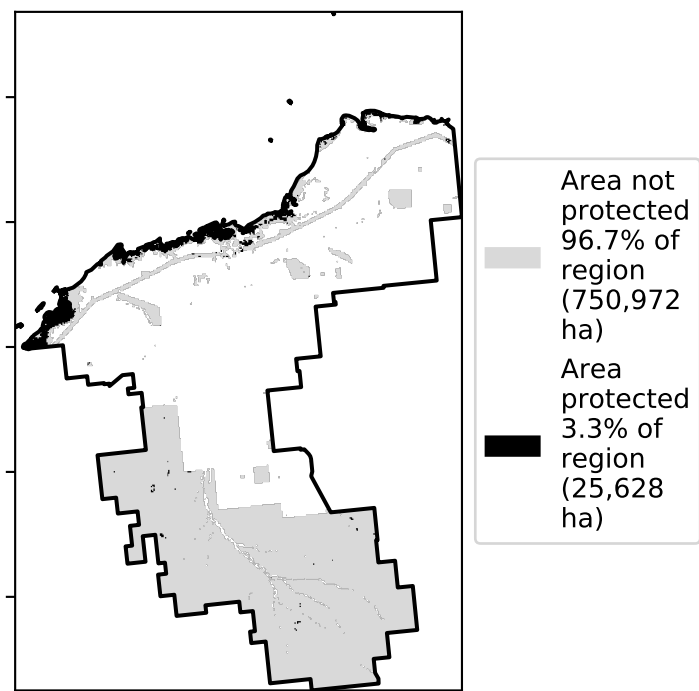 Area not
protected
96.7% of
region
(750,972
ha)
Area
protected
3.3% of
region
(25,628
ha)